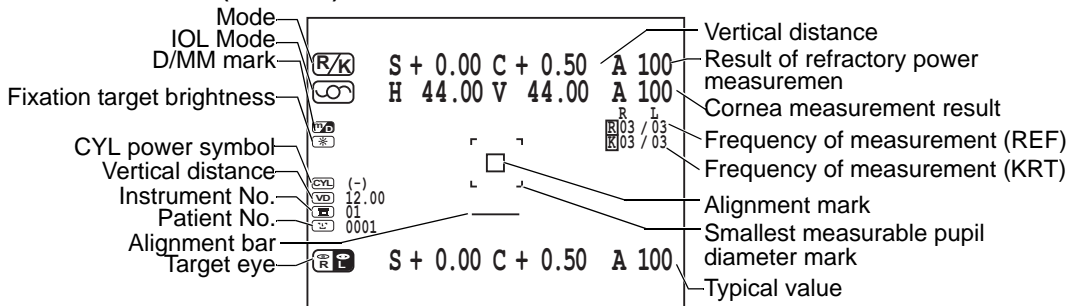 Mode
IOL Mode
D/MM mark
Fixation target brightness
CYL power symbol
Vertical distance
Instrument No.
Patient No.
Alignment bar
Target eye
R/K
S + 0.00 C + 0.50 A 100
H 44.00 V 44.00 A 100
R L
R 03 / 03
K 03 / 03
CYL (-)
VD 12.00
01
0001
R L S + 0.00 C + 0.50 A 100
Vertical distance
Result of refractory power
measuremen
Cornea measurement result
Frequency of measurement (REF)
Frequency of measurement (KRT)
Alignment mark
Smallest measurable pupil
diameter mark
Typical value